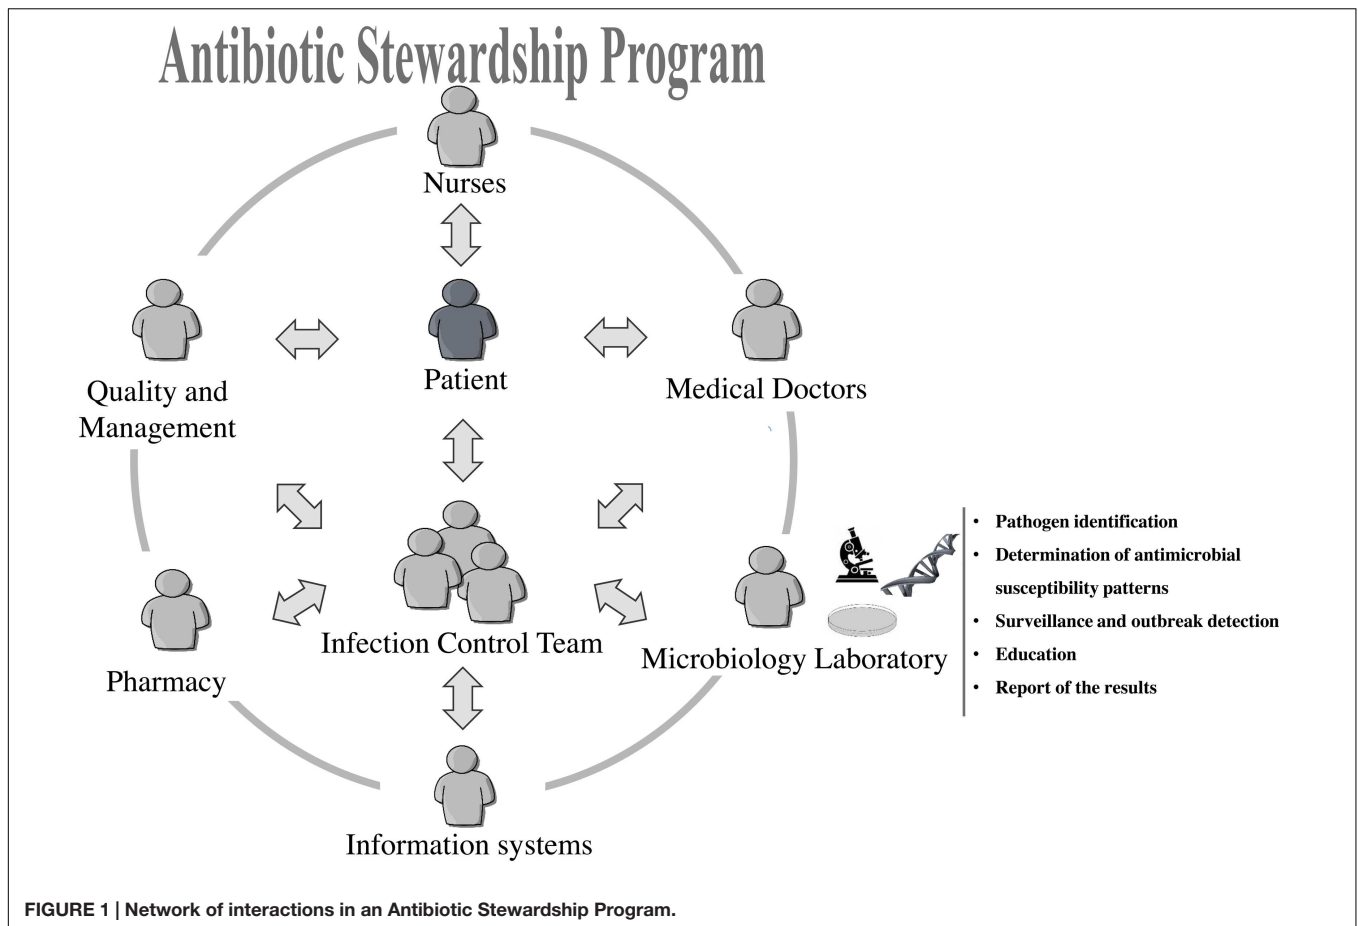 Antibiotic Stewardship Program
Nurses
Patient
Quality and
Management
Medical Doctors
Infection Control Team
Pharmacy
Microbiology Laboratory
• Pathogen identification
• Determination of antimicrobial
susceptibility patterns
• Surveillance and outbreak detection
• Education
• Report of the results
Information systems
FIGURE 1 | Network of interactions in an Antibiotic Stewardship Program.